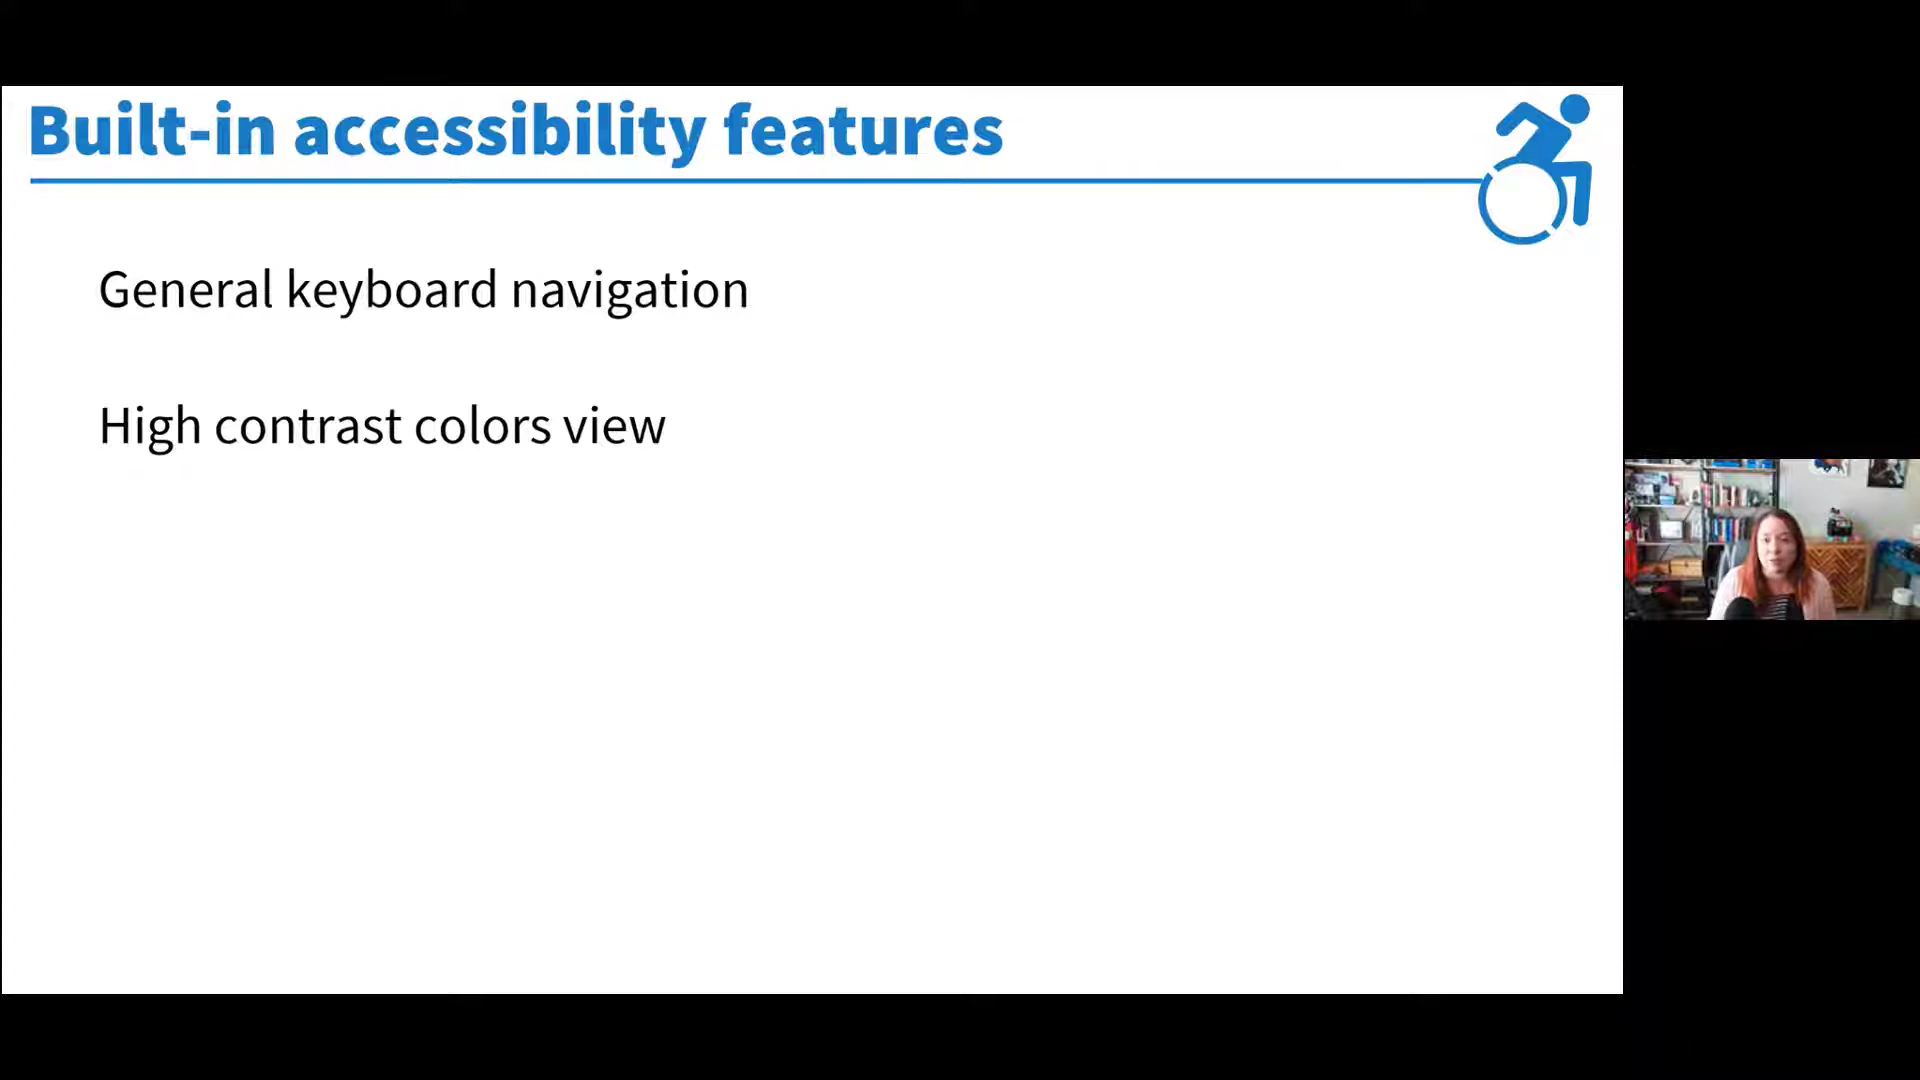 Built-in accessibility features
General keyboard navigation
High contrast colors view